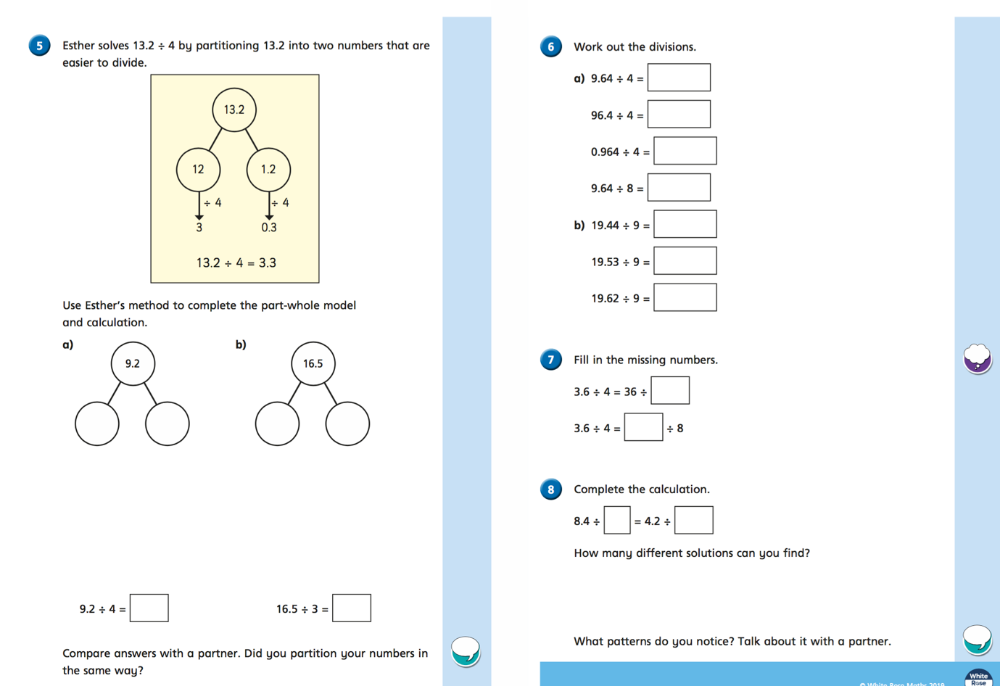 5
Esther solves 13.2 ÷ 4 by partitioning 13.2 into two numbers that are
easier to divide.
13.2
12 1.2
÷ 4 ÷ 4
3 0.3
13.2 ÷ 4 = 3.3
Use Esther's method to complete the part-whole model
and calculation.
a) b)
9.2 16.5
9.2 ÷ 4 = 16.5 ÷ 3 =
Compare answers with a partner. Did you partition your numbers in
the same way?
6 Work out the divisions.
a) 9.64 ÷ 4 =
96.4 ÷ 4 =
0.964 ÷ 4 =
9.64 ÷ 8 =
b) 19.44 ÷ 9 =
19.53 ÷ 9 =
19.62 ÷ 9 =
7 Fill in the missing numbers.
3.6 ÷ 4 = 36 ÷
3.6 ÷ 4 = ÷ 8
8 Complete the calculation.
8.4 ÷ = 4.2 ÷
How many different solutions can you find?
What patterns do you notice? Talk about it with a partner.
© White Rose Maths 2019
White
Rose